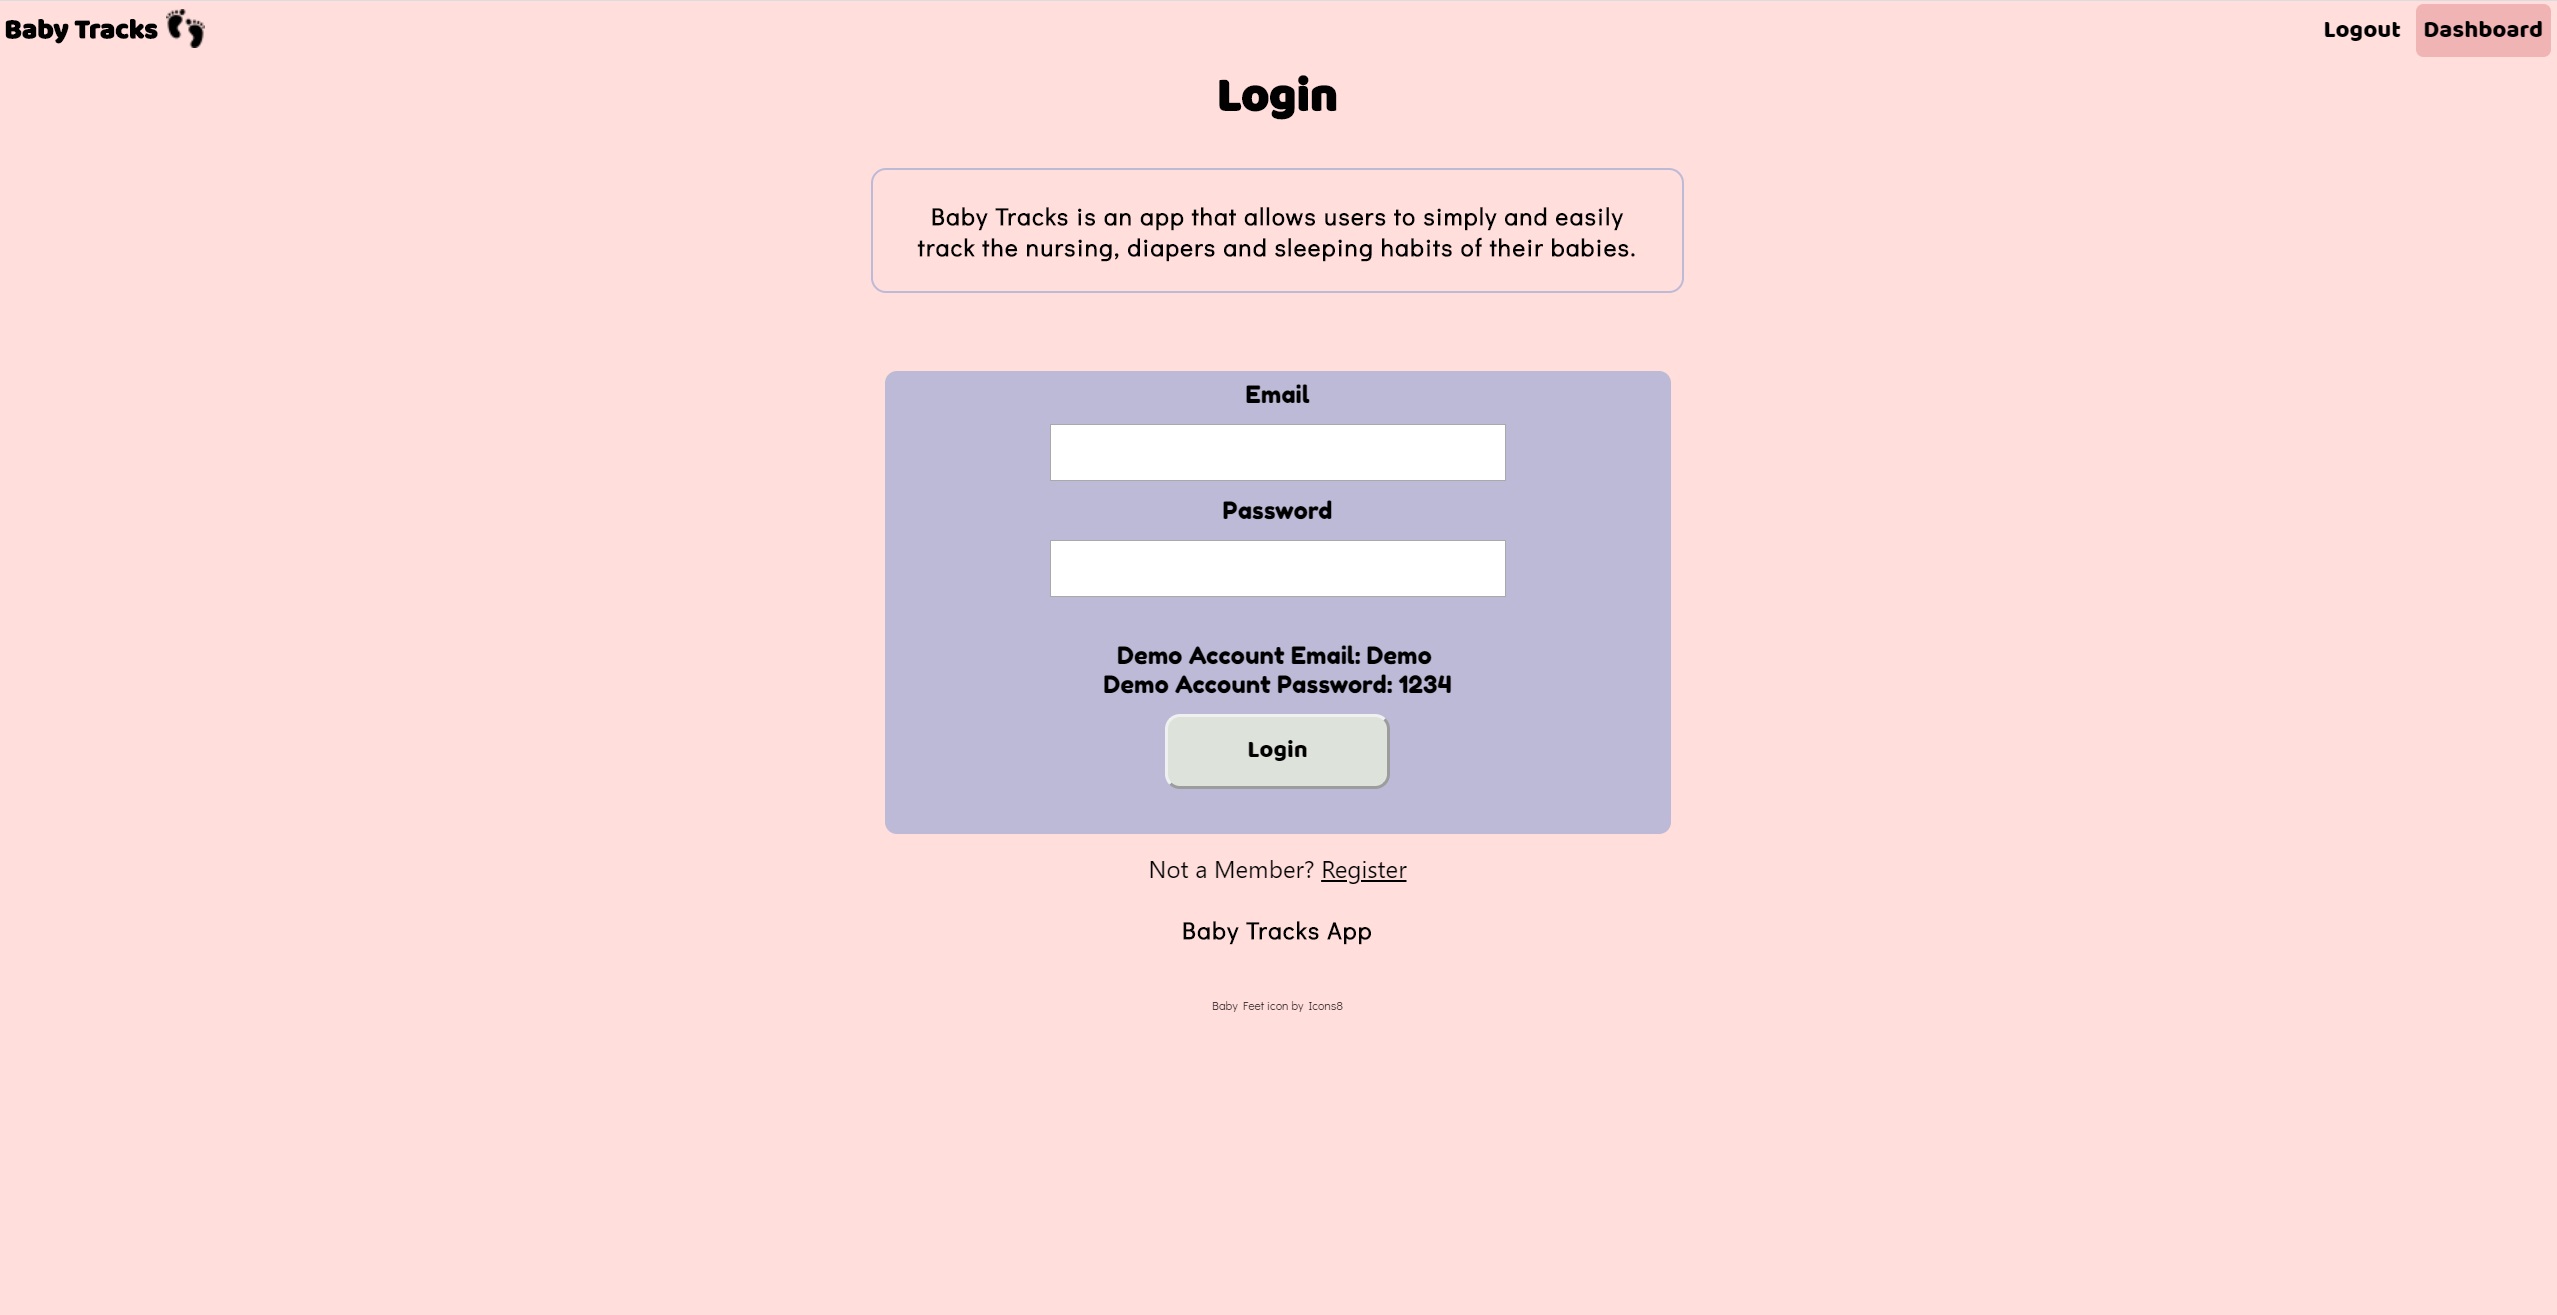 Baby Tracks
Logout Dashboard
Login
Baby Tracks is an app that allows users to simply and easily
track the nursing, diapers and sleeping habits of their babies.
Email
Password
Demo Account Email: Demo
Demo Account Password: 1234
Login
Not a Member? Register
Baby Tracks App
Baby Feet icon by Icons8